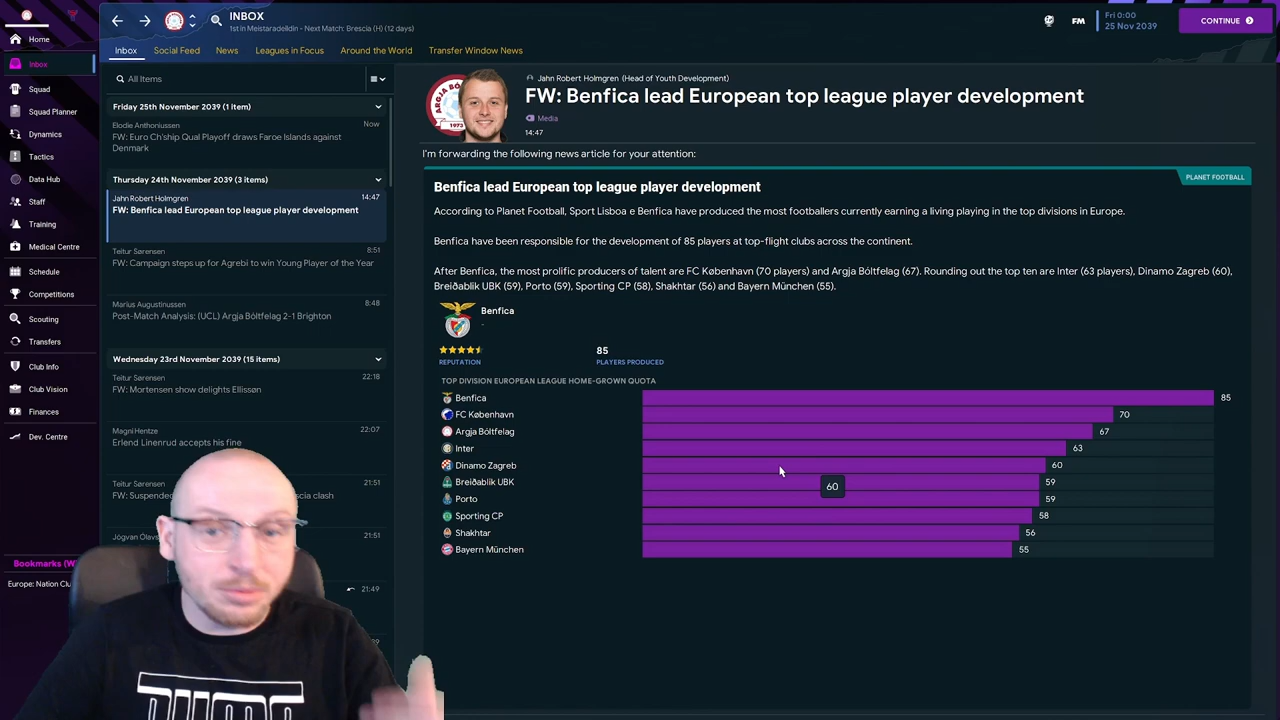 INBOX
1st in Meistaradeildin - Next Match: Brescia (H) (12 days)
FM
Fri 0:00
25 Nov 2039
CONTINUE
Home
Inbox
Squad
Squad Planner
Dynamics
Tactics
Data Hub
Staff
Training
Medical Centre
Schedule
Competitions
Scouting
Transfers
Club Info
Club Vision
Finances
Dev. Centre
Bookmarks (W
Europe: Nation Clu
Inbox
Social Feed
News
Leagues in Focus
Around the World
Transfer Window News
All Items
Friday 25th November 2039 (1 item)
Elodie Anthoniussen
Now
FW: Euro Ch'ship Qual Playoff draws Faroe Islands against
Denmark
Thursday 24th November 2039 (3 items)
Jahn Robert Holmgren
14:47
FW: Benfica lead European top league player development
Teitur Sørensen
8:51
FW: Campaign steps up for Agrebi to win Young Player of the Year
Marius Augustinussen
8:48
Post-Match Analysis: (UCL) Argja Bóltfelag 2-1 Brighton
Wednesday 23rd November 2039 (15 items)
Teitur Sørensen
22:18
FW: Mortensen show delights Ellissøn
Magni Hentze
22:07
Erlend Linenrud accepts his fine
Teitur Sørensen
21:51
FW: Suspended
scia clash
Jógvan Olavs
21:51
21:49
Jahn Robert Holmgren (Head of Youth Development)
FW: Benfica lead European top league player development
Media
14:47
I'm forwarding the following news article for your attention:
PLANET FOOTBALL
Benfica lead European top league player development
According to Planet Football, Sport Lisboa e Benfica have produced the most footballers currently earning a living playing in the top divisions in Europe.
Benfica have been responsible for the development of 85 players at top-flight clubs across the continent.
After Benfica, the most prolific producers of talent are FC København (70 players) and Argja Bóltfelag (67). Rounding out the top ten are Inter (63 players), Dinamo Zagreb (60),
Breiðablik UBK (59), Porto (59), Sporting CP (58), Shakhtar (56) and Bayern München (55).
Benfica
-
REPUTATION
85
PLAYERS PRODUCED
TOP DIVISION EUROPEAN LEAGUE HOME-GROWN QUOTA
Benfica 85
FC København 70
Argja Bóltfelag 67
Inter 63
Dinamo Zagreb 60
60
Breiðablik UBK 59
Porto 59
Sporting CP 58
Shakhtar 56
Bayern München 55